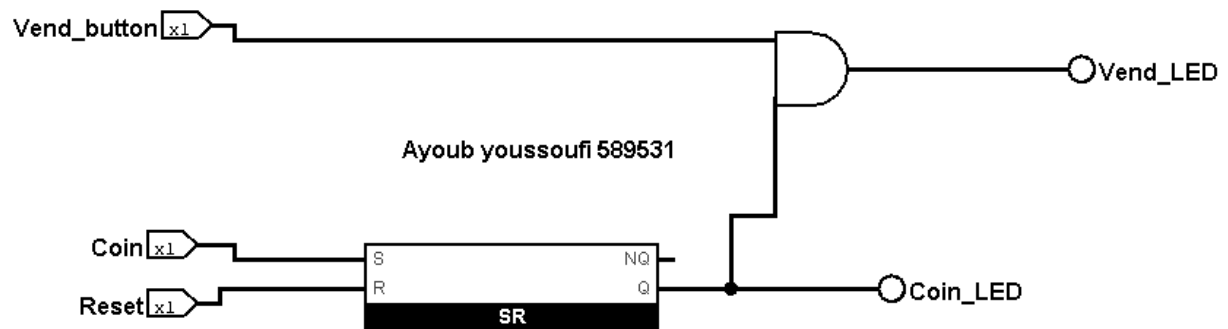 Vend_button x1
Vend_LED
Ayoub youssoufi 589531
Coin x1
S NQ
R Q
Reset x1
Coin_LED
SR